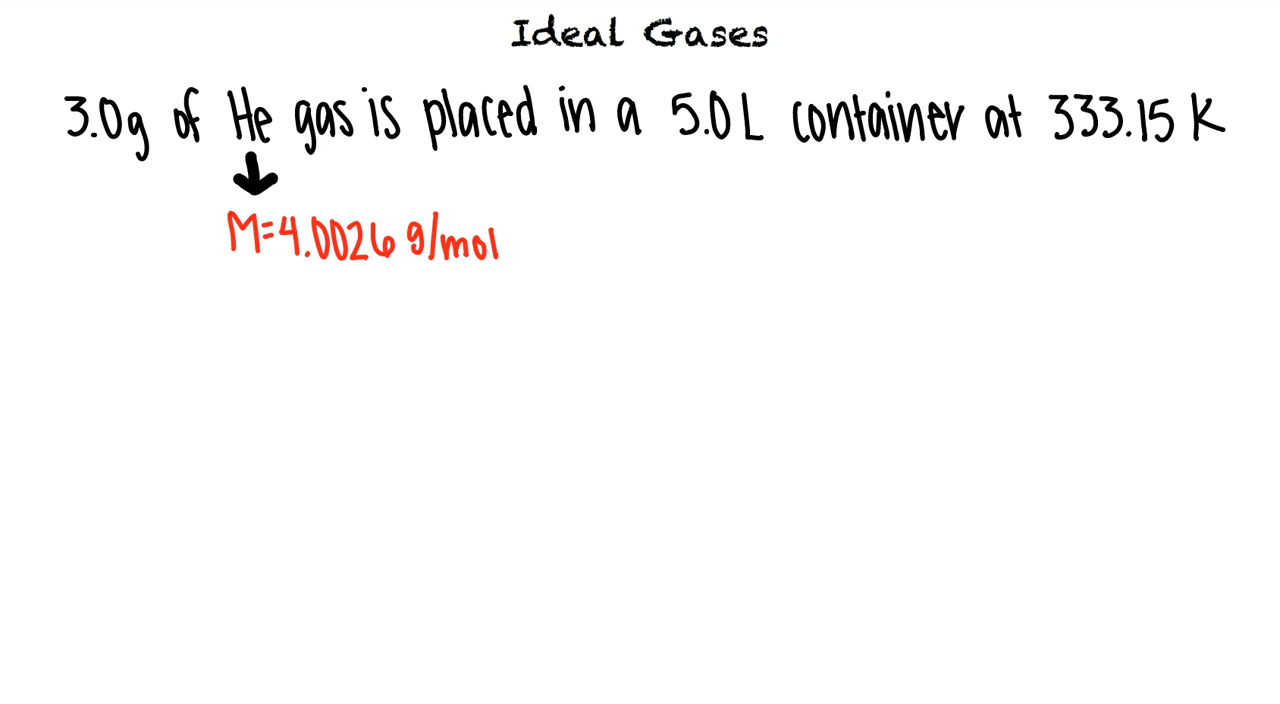 Ideal Gases
3.0g of He gas is placed in a 5.0 L container at 333.15 K
M=4.0026 g/mol